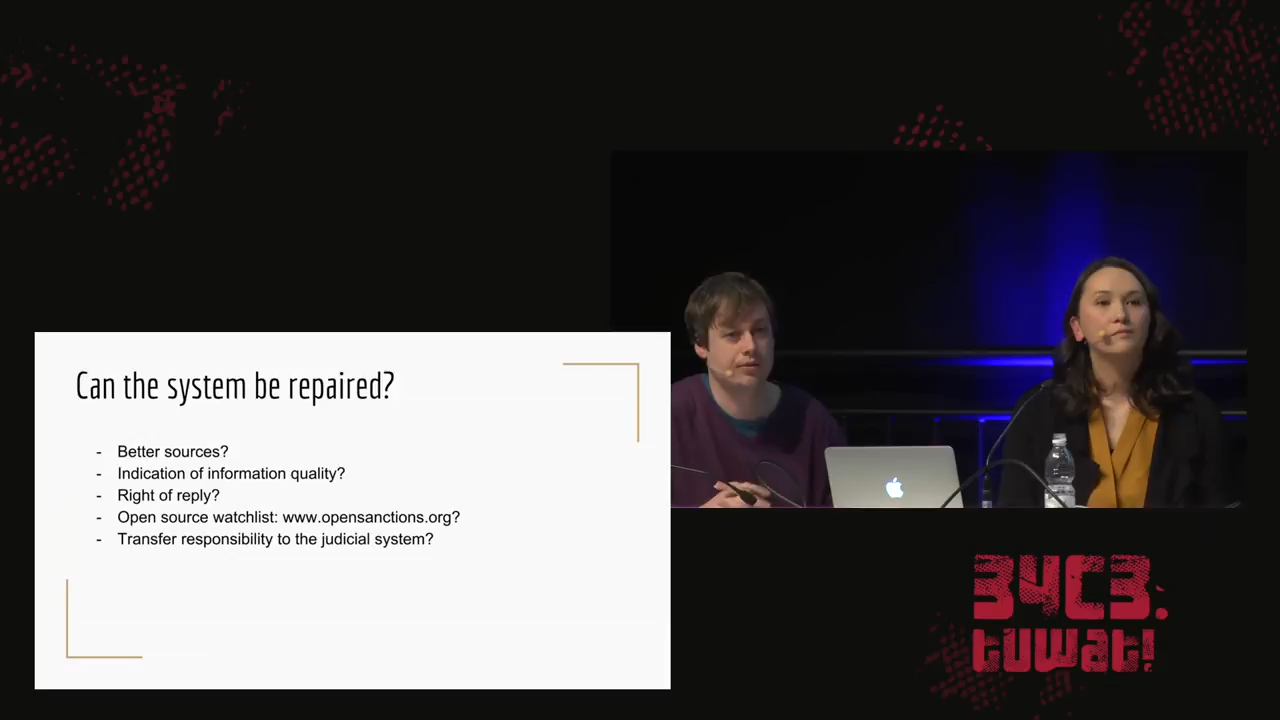 Can the system be repaired?
- Better sources?
- Indication of information quality?
- Right of reply?
- Open source watchlist: www.opensanctions.org?
- Transfer responsibility to the judicial system?
34C3.
tuwat!